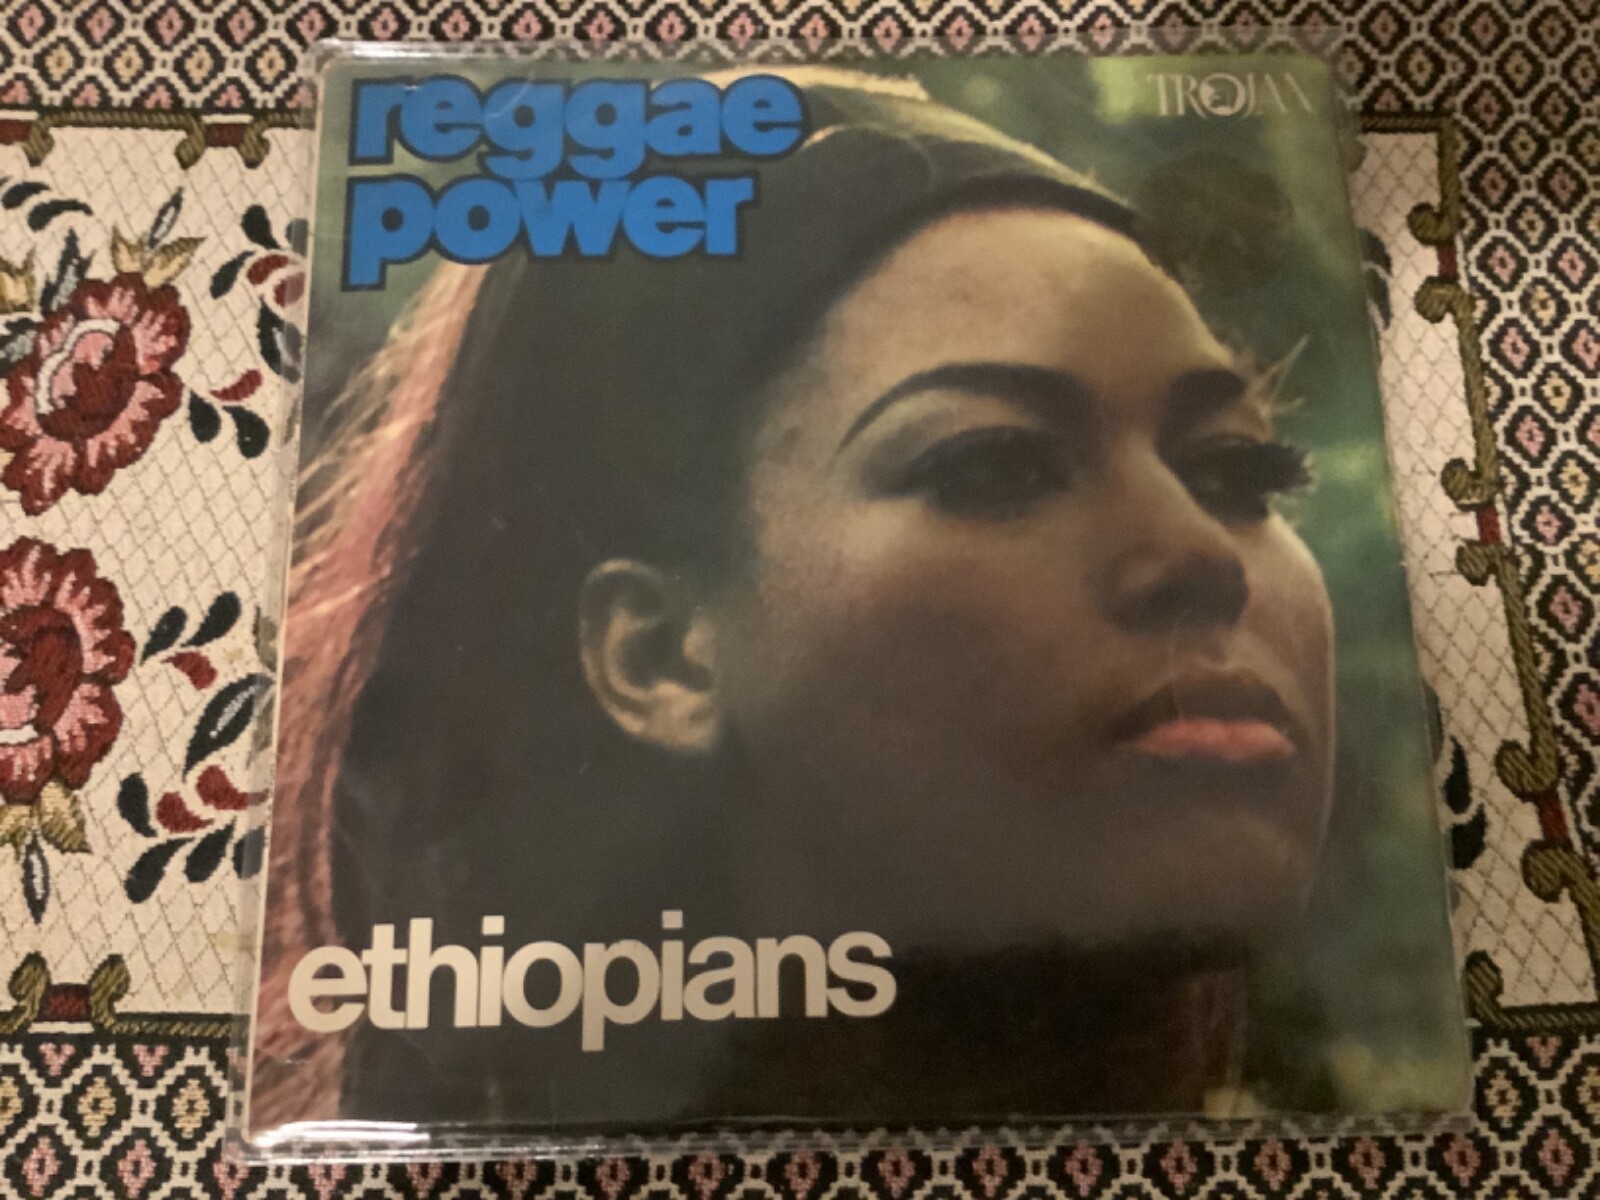 reggae
power
TROJAN
ethiopians